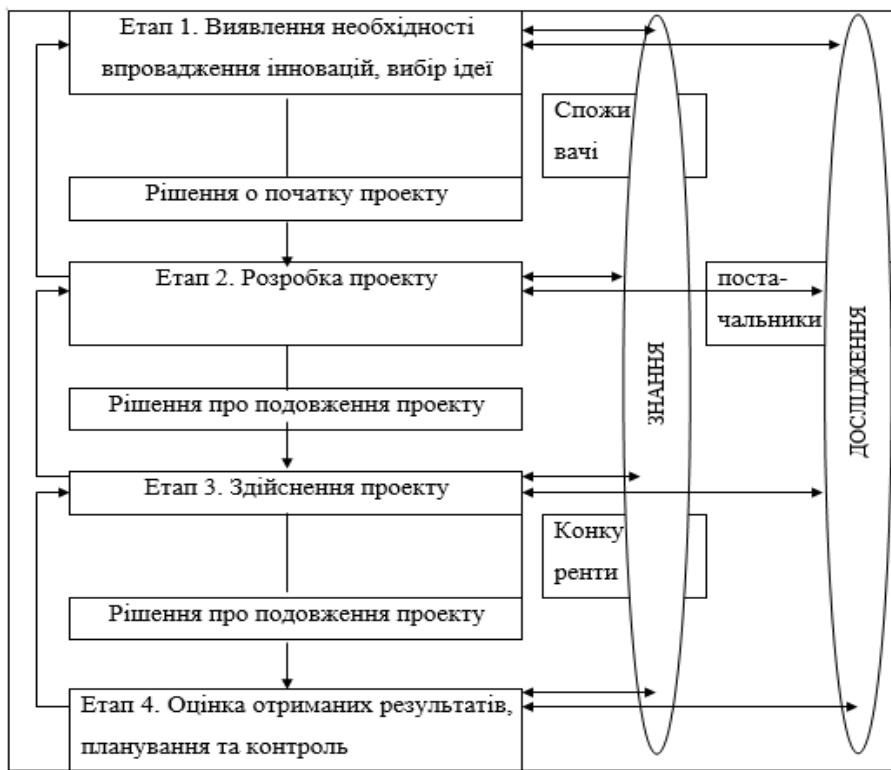 Етап 1. Виявлення необхідності
впровадження інновацій, вибір ідеї
Спожи
вачі
Рішення о початку проекту
Етап 2. Розробка проекту
поста-
чальники
ЗНАННЯ
ДОСЛІДЖЕННЯ
Рішення про подовження проекту
Етап 3. Здійснення проекту
Конку
ренти
Рішення про подовження проекту
Етап 4. Оцінка отриманих результатів,
планування та контроль